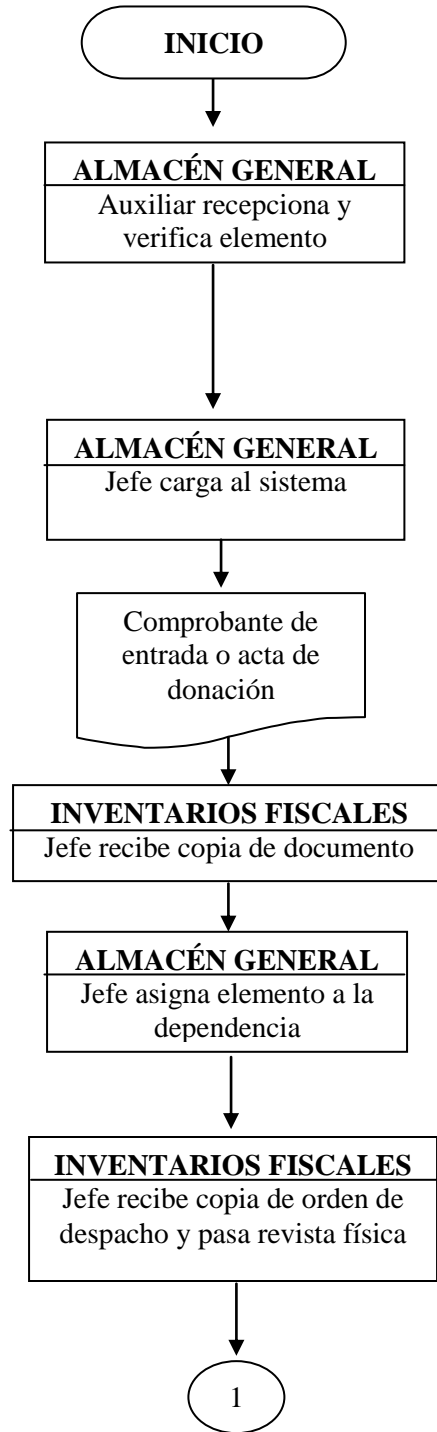 INICIO
ALMACÉN GENERAL
Auxiliar recepciona y
verifica elemento
ALMACÉN GENERAL
Jefe carga al sistema
Comprobante de
entrada o acta de
donación
INVENTARIOS FISCALES
Jefe recibe copia de documento
ALMACÉN GENERAL
Jefe asigna elemento a la
dependencia
INVENTARIOS FISCALES
Jefe recibe copia de orden de
despacho y pasa revista física
1